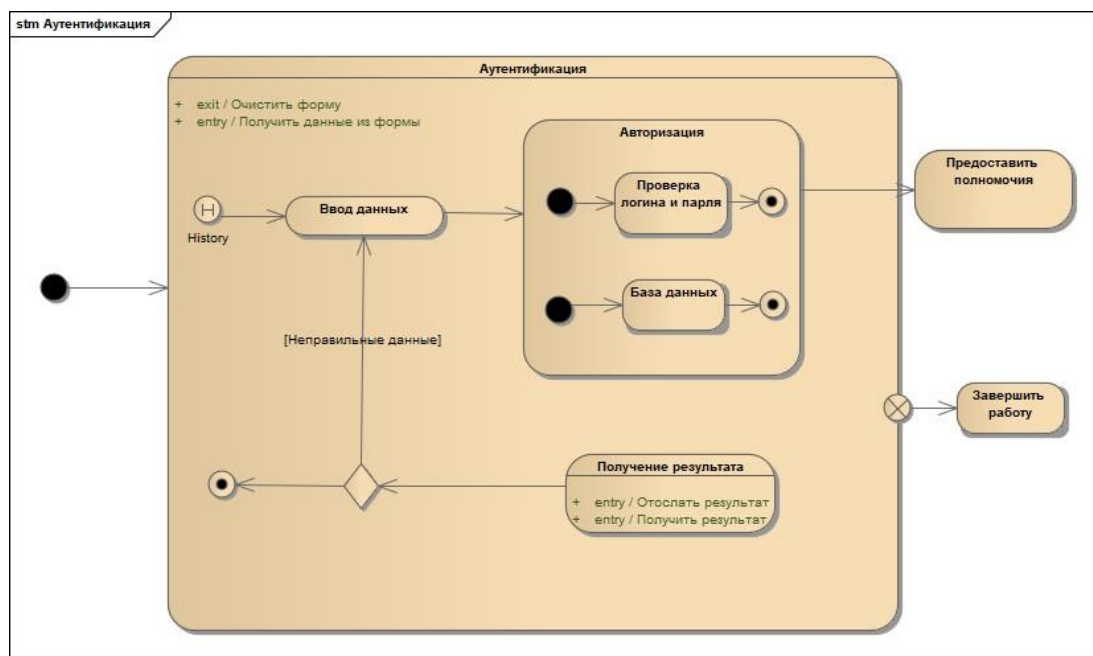 stm Аутентификация
Аутентификация
+ exit / Очистить форму
+ entry / Получить данные из формы
Авторизация
Проверка
логина и парля
База данных
H
History
Ввод данных
[Неправильные данные]
Получение результата
+ entry / Отослать результат
+ entry / Получить результат
Предоставить
полномочия
Завершить
работу